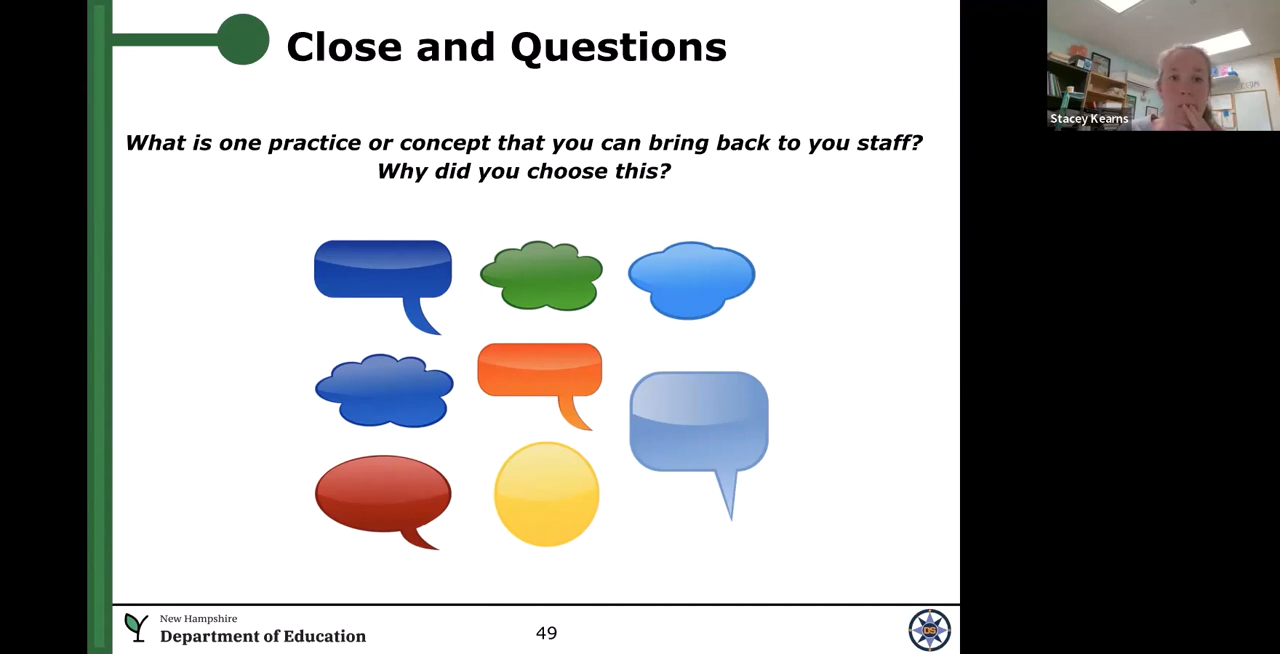 Close and Questions
What is one practice or concept that you can bring back to you staff?
Why did you choose this?
Stacey Kearns
New Hampshire
Department of Education
49
DS